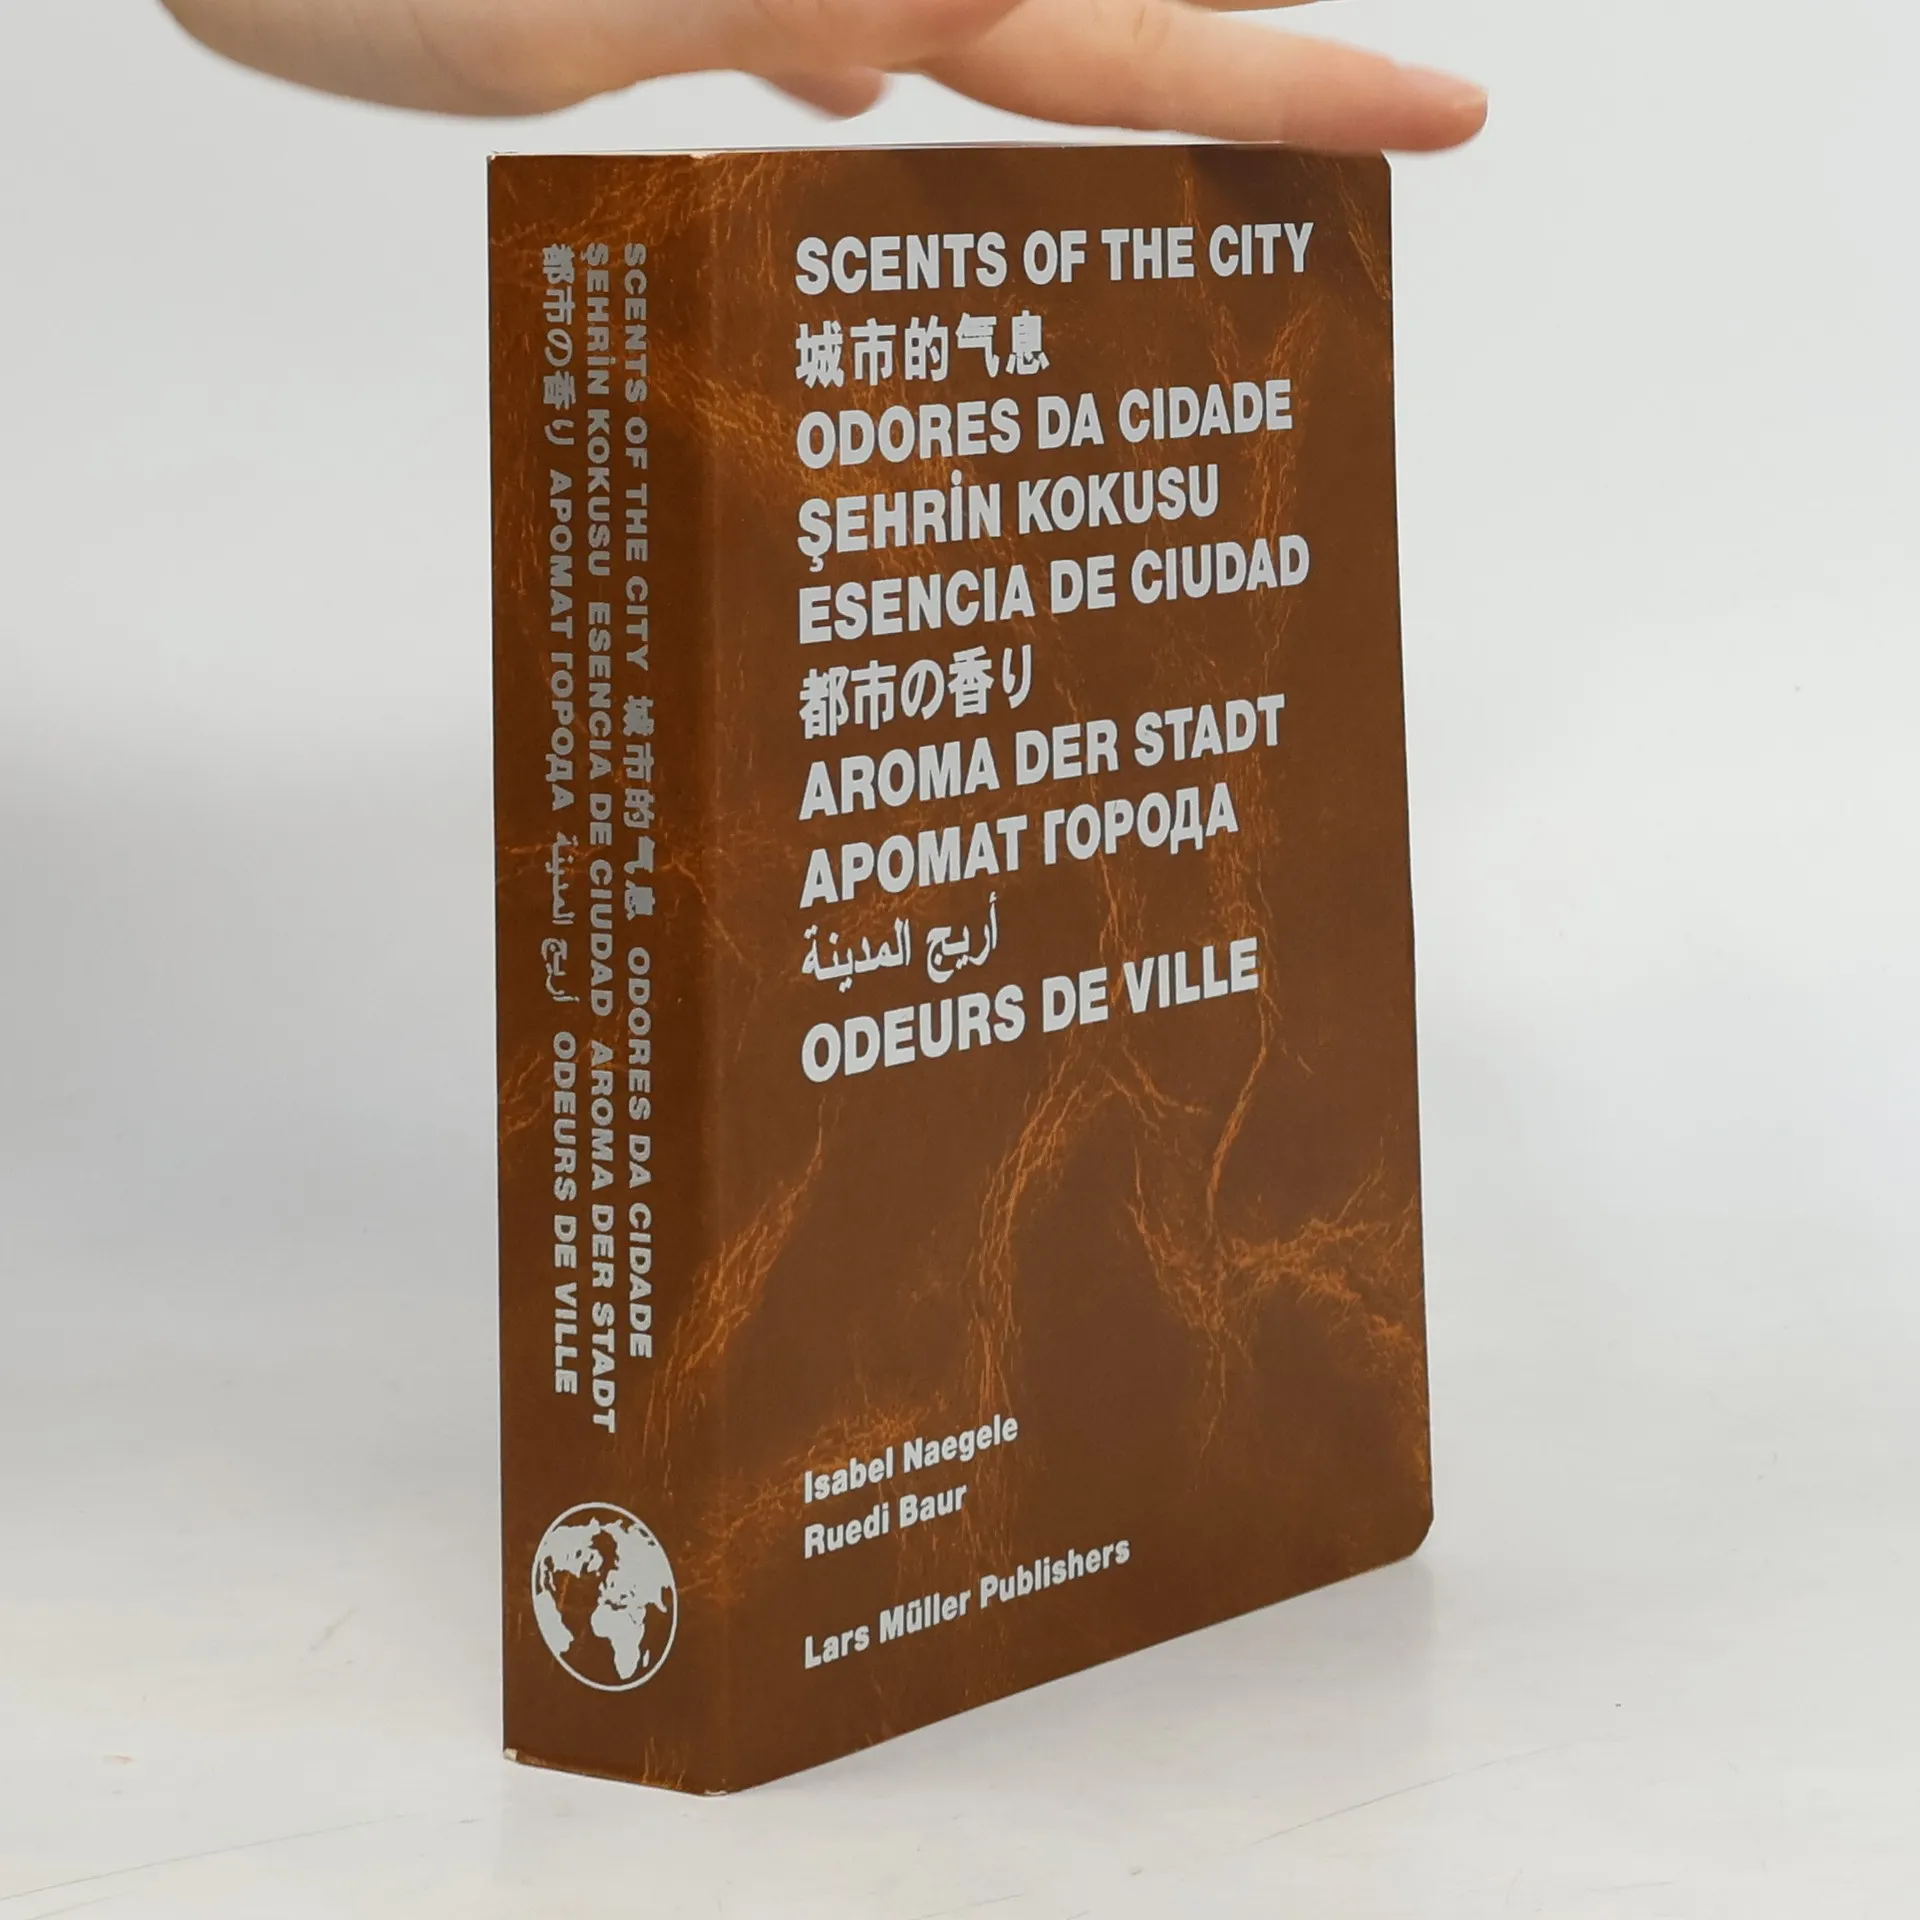 SCENTS OF THE CITY
城市的气息
ODORES DA CIDADE
ŞEHRİN KOKUSU
ESENCIA DE CIUDAD
都市の香り
AROMA DER STADT
АРОМАТ ГОРОДА
أريج المدينة
ODEURS DE VILLE
Isabel Naegele
Ruedi Baur
Lars Müller Publishers
SCENTS OF THE CITY 城市的气息 ODORES DA CIDADE
ŞEHRİN KOKUSU ESENCIA DE CIUDAD AROMA DER STADT
都市の香り АРОМАТ ГОРОДА أريج المدينة ODEURS DE VILLE